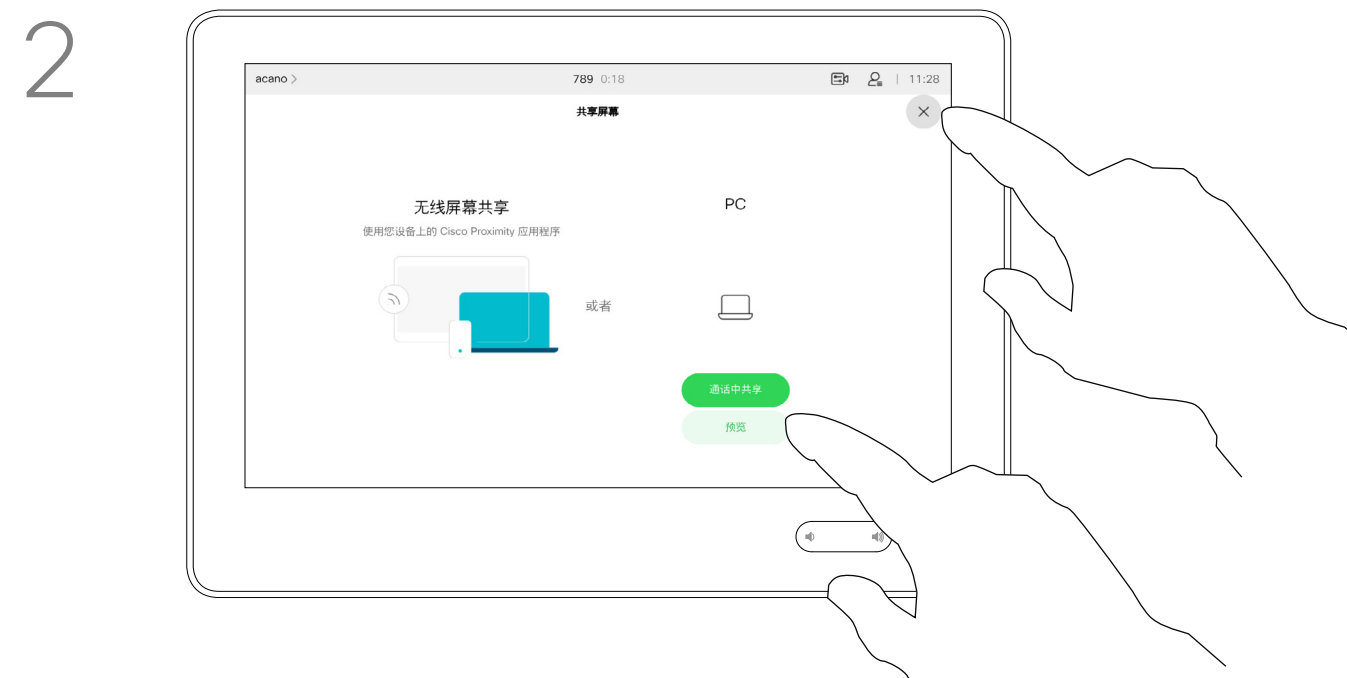 2
acano
789 0:18
11:28
共享屏幕
无线屏幕共享
使用您设备上的 Cisco Proximity 应用程序
PC
或者
通话中共享
预览